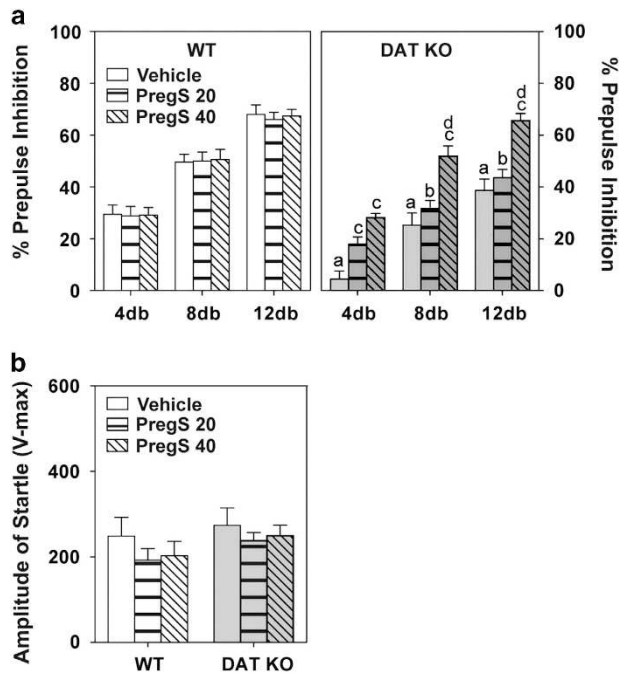 a
100
80
60
40
20
0
% Prepulse Inhibition
WT
Vehicle
PregS 20
PregS 40
4db 8db 12db
DAT KO
a c c
a b d c
a b d c
4db 8db 12db
100
80
60
40
20
0
% Prepulse Inhibition
b
600
400
200
0
Amplitude of Startle (V-max)
Vehicle
PregS 20
PregS 40
WT DAT KO